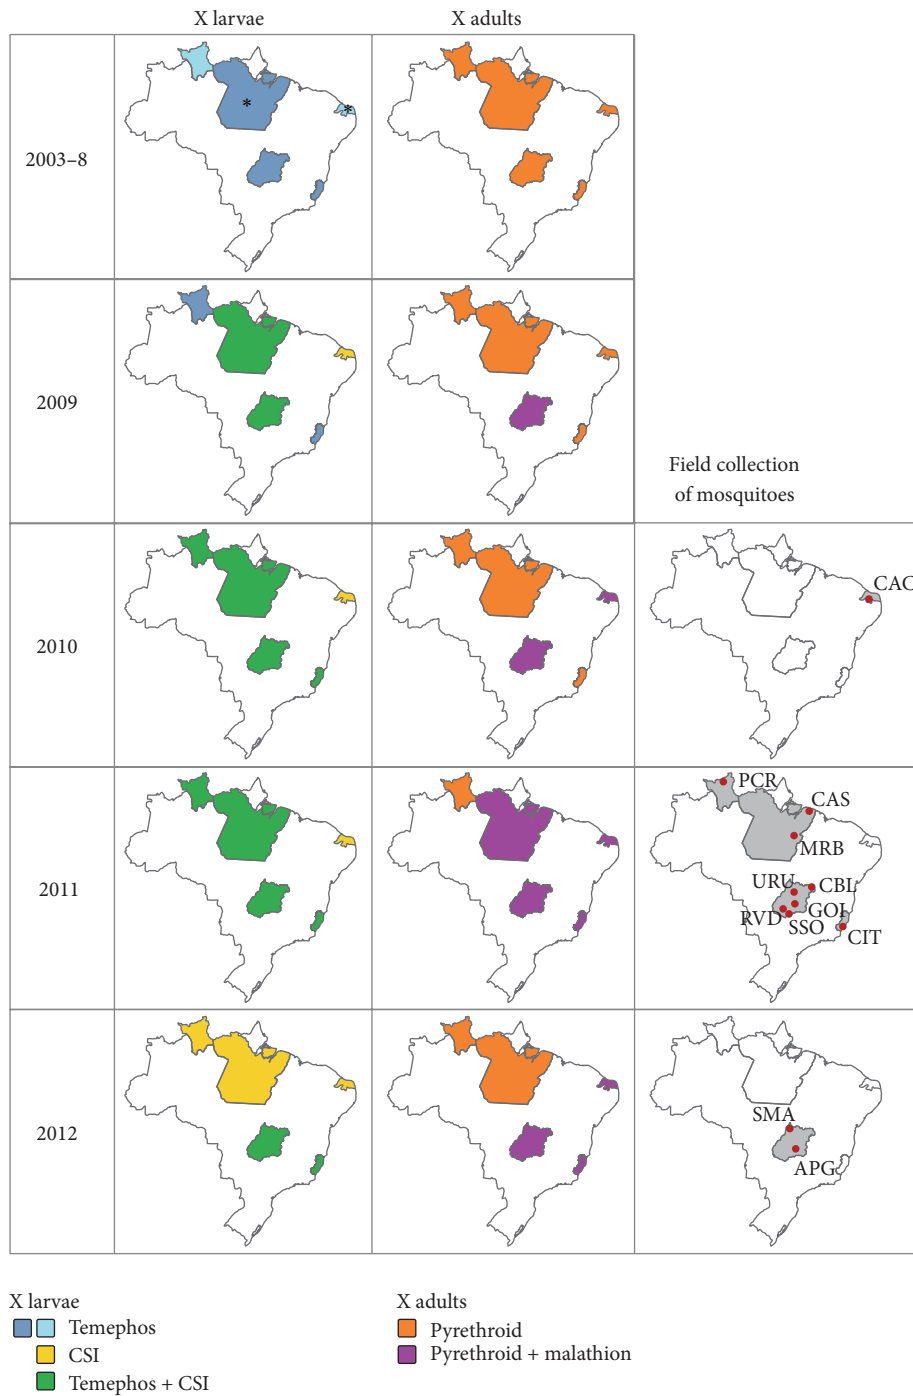 X larvae
X adults
2003–8
*
*
2009
Field collection
of mosquitoes
2010
CAC
2011
PCR
CAS
MRB
URU
CBL
RVD
GOI
SSO
CIT
2012
SMA
APG
X larvae
Temephos
CSI
Temephos + CSI
X adults
Pyrethroid
Pyrethroid + malathion